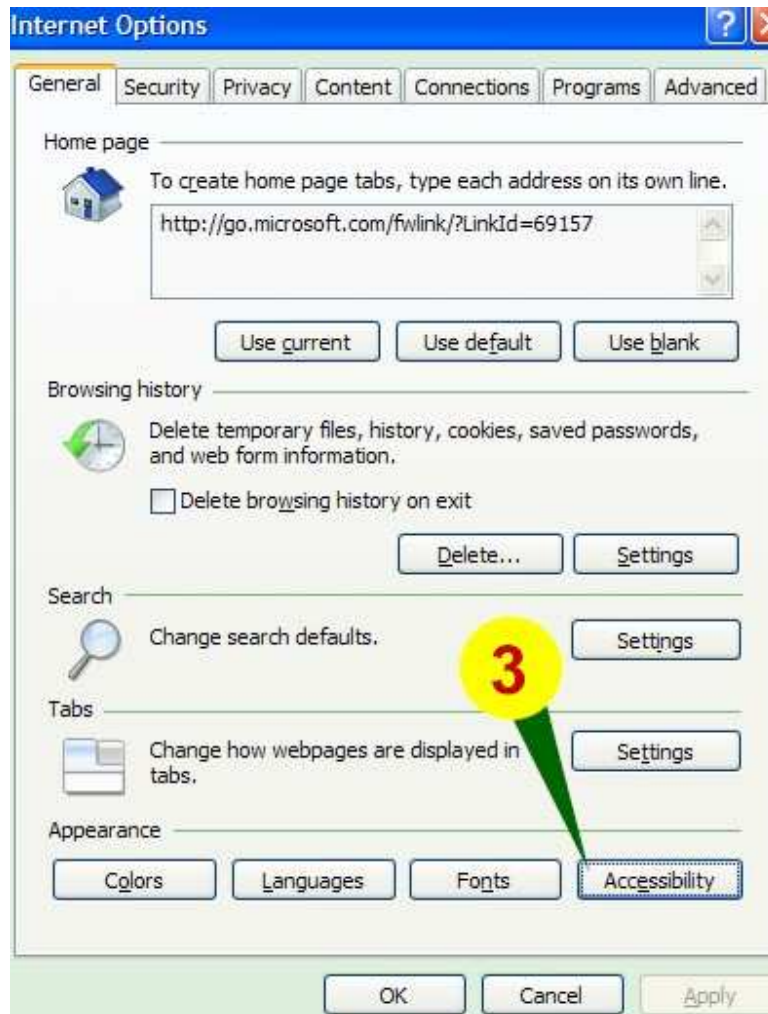 Internet Options
General Security Privacy Content Connections Programs Advanced
Home page
To create home page tabs, type each address on its own line.
http://go.microsoft.com/fwlink/?LinkId=69157
Use current Use default Use blank
Browsing history
Delete temporary files, history, cookies, saved passwords,
and web form information.
Delete browsing history on exit
Delete... Settings
Search
Change search defaults.
Settings
3
Tabs
Change how webpages are displayed in
tabs.
Settings
Appearance
Colors Languages Fonts Accessibility
OK Cancel Apply